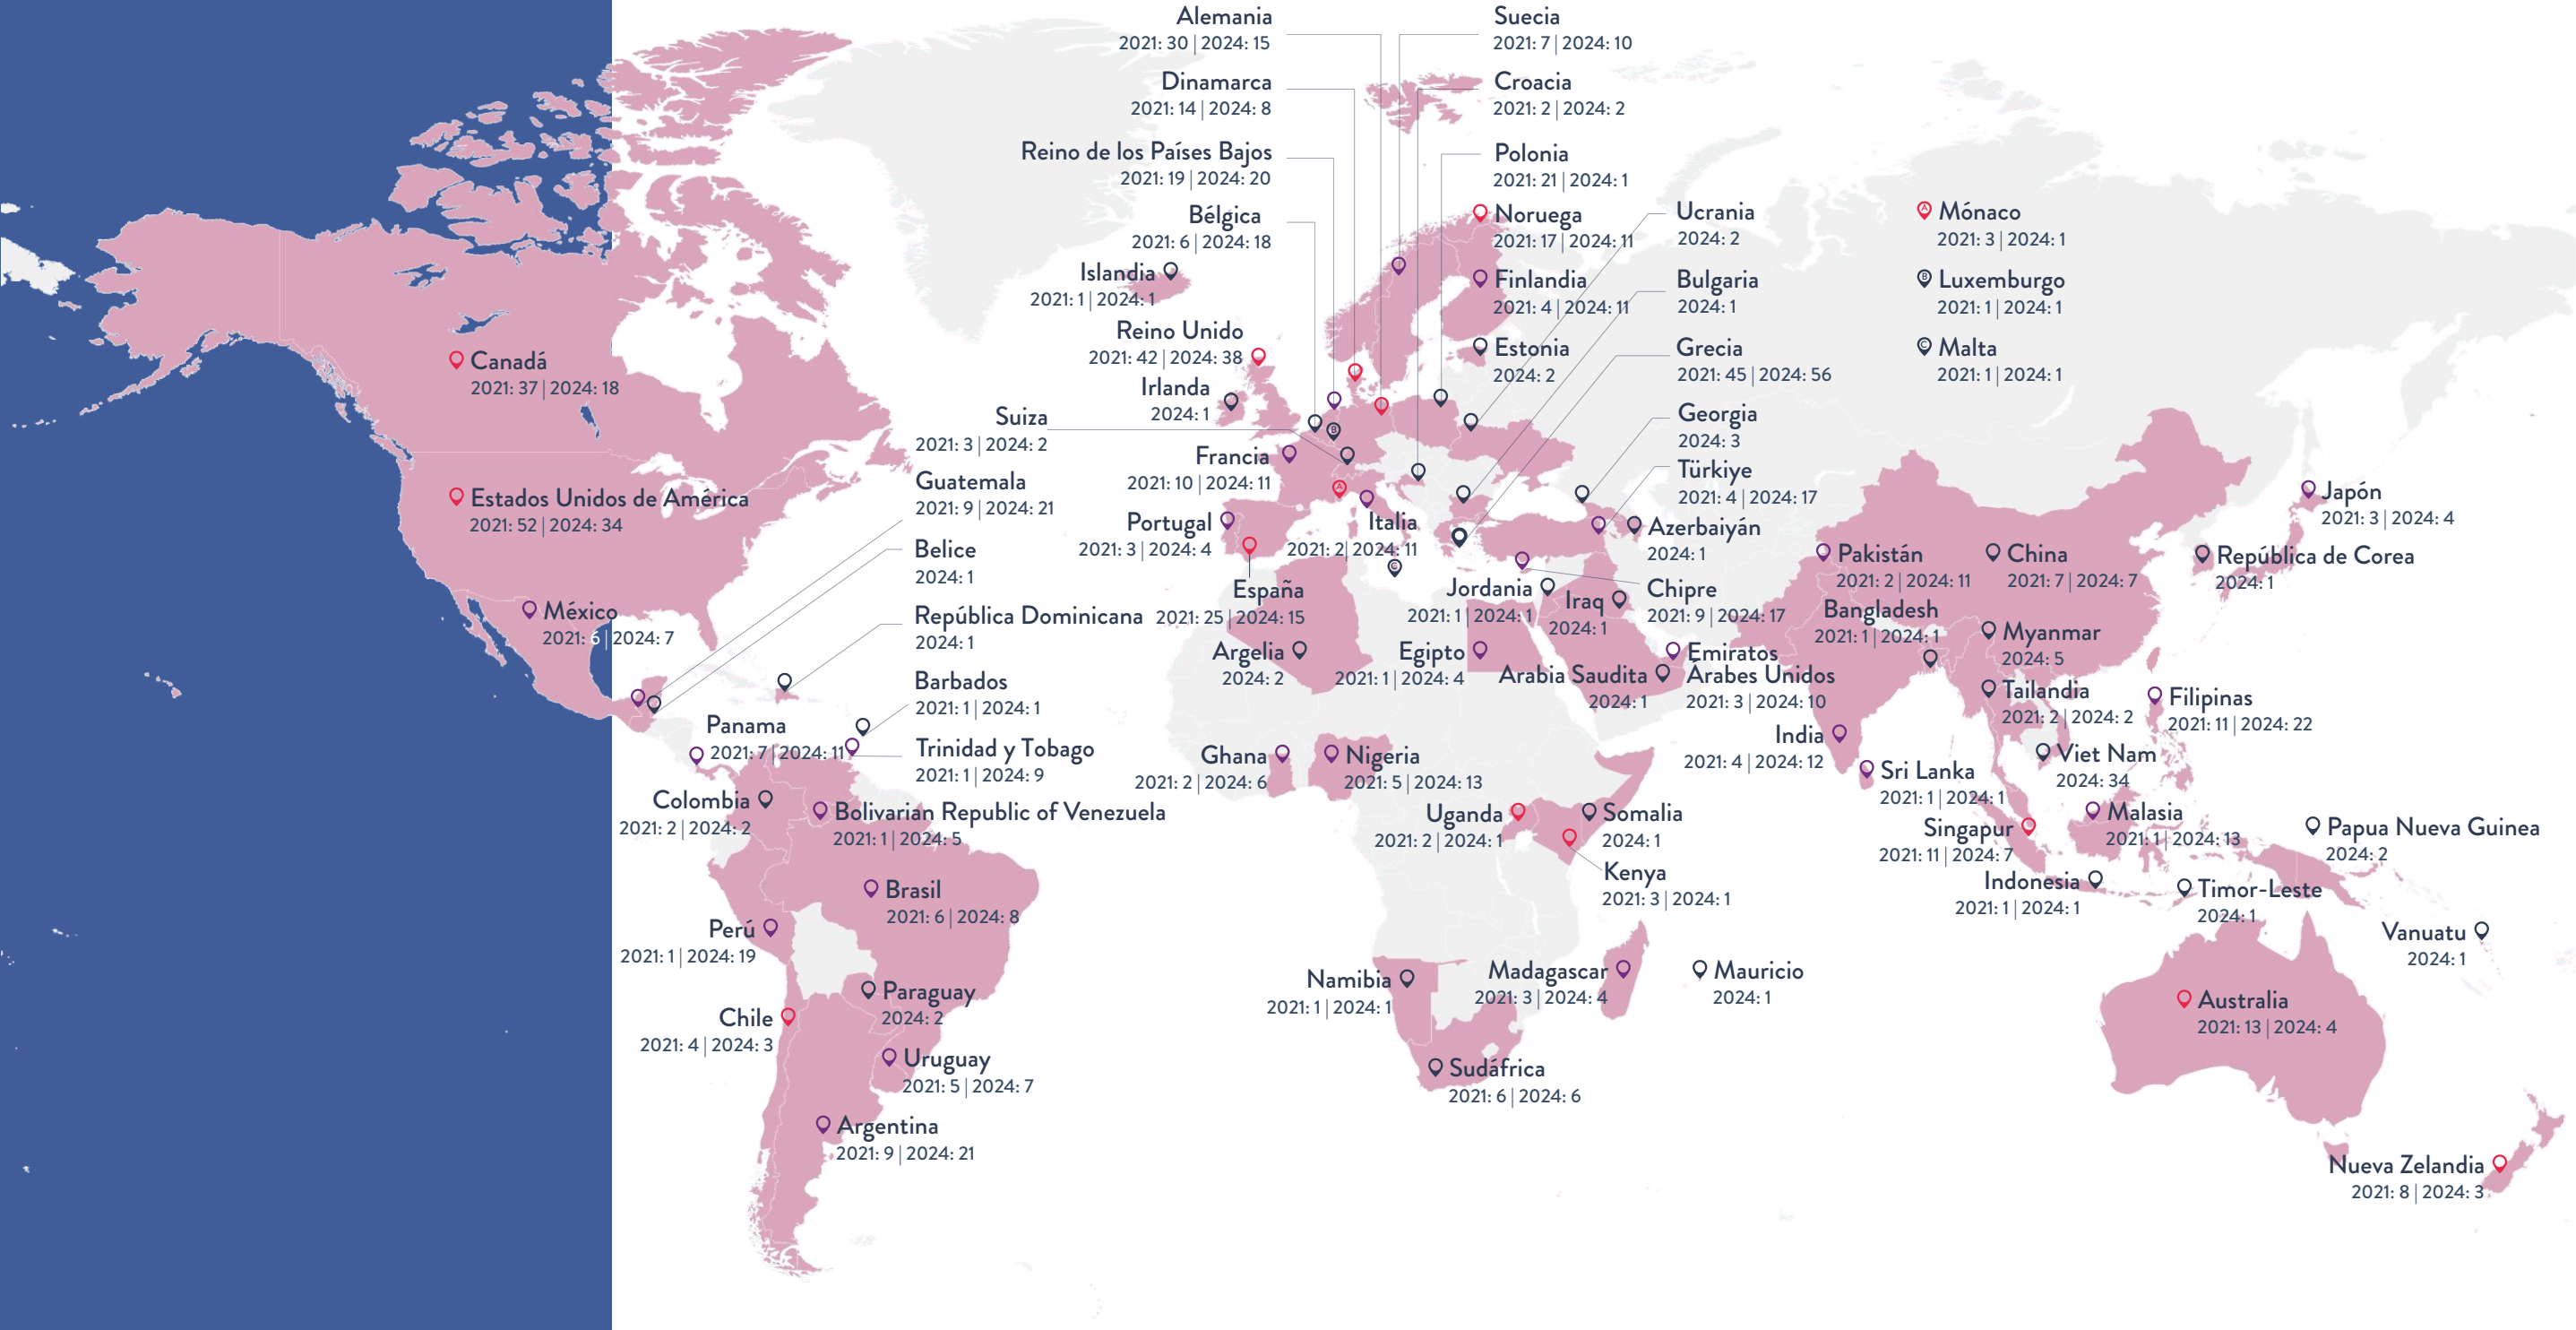 Alemania
2021: 30 | 2024: 15
Dinamarca
2021: 14 | 2024: 8
Reino de los Países Bajos
2021: 19 | 2024: 20
Bélgica
2021: 6 | 2024: 18
Islandia
2021: 1 | 2024: 1
Reino Unido
2021: 42 | 2024: 38
Irlanda
2024: 1
Suiza
2021: 3 | 2024: 2
Francia
2021: 10 | 2024: 11
Portugal
2021: 3 | 2024: 4
España
2021: 25 | 2024: 15
Italia
2021: 2 | 2024: 11
Suecia
2021: 7 | 2024: 10
Croacia
2021: 2 | 2024: 2
Polonia
2021: 21 | 2024: 1
Noruega
2021: 17 | 2024: 11
Finlandia
2021: 4 | 2024: 11
Estonia
2024: 2
Ucrania
2024: 2
Bulgaria
2024: 1
Grecia
2021: 45 | 2024: 56
Georgia
2024: 3
Türkiye
2021: 4 | 2024: 17
Azerbaiyán
2024: 1
Chipre
2021: 9 | 2024: 17
A Mónaco
2021: 3 | 2024: 1
B Luxemburgo
2021: 1 | 2024: 1
C Malta
2021: 1 | 2024: 1
B
A
C
Canadá
2021: 37 | 2024: 18
Estados Unidos de América
2021: 52 | 2024: 34
México
2021: 6 | 2024: 7
Guatemala
2021: 9 | 2024: 21
Belice
2024: 1
República Dominicana
2024: 1
Barbados
2021: 1 | 2024: 1
Panama
2021: 7 | 2024: 11
Trinidad y Tobago
2021: 1 | 2024: 9
Colombia
2021: 2 | 2024: 2
Bolivarian Republic of Venezuela
2021: 1 | 2024: 5
Brasil
2021: 6 | 2024: 8
Perú
2021: 1 | 2024: 19
Paraguay
2024: 2
Chile
2021: 4 | 2024: 3
Uruguay
2021: 5 | 2024: 7
Argentina
2021: 9 | 2024: 21
Jordania
2021: 1 | 2024: 1
Iraq
2024: 1
Argelia
2024: 2
Egipto
2021: 1 | 2024: 4
Arabia Saudita
2024: 1
Emiratos
Árabes Unidos
2021: 3 | 2024: 10
Ghana
2021: 2 | 2024: 6
Nigeria
2021: 5 | 2024: 13
Uganda
2021: 2 | 2024: 1
Somalia
2024: 1
Kenya
2021: 3 | 2024: 1
Namibia
2021: 1 | 2024: 1
Madagascar
2021: 3 | 2024: 4
Mauricio
2024: 1
Sudáfrica
2021: 6 | 2024: 6
Pakistán
2021: 2 | 2024: 11
China
2021: 7 | 2024: 7
Japón
2021: 3 | 2024: 4
República de Corea
2024: 1
Bangladesh
2021: 1 | 2024: 1
Myanmar
2024: 5
Tailandia
2021: 2 | 2024: 2
Filipinas
2021: 11 | 2024: 22
India
2021: 4 | 2024: 12
Viet Nam
2024: 34
Sri Lanka
2021: 1 | 2024: 1
Malasia
2021: 1 | 2024: 13
Singapur
2021: 11 | 2024: 7
Papua Nueva Guinea
2024: 2
Indonesia
2021: 1 | 2024: 1
Timor-Leste
2024: 1
Vanuatu
2024: 1
Australia
2021: 13 | 2024: 4
Nueva Zelandia
2021: 8 | 2024: 3